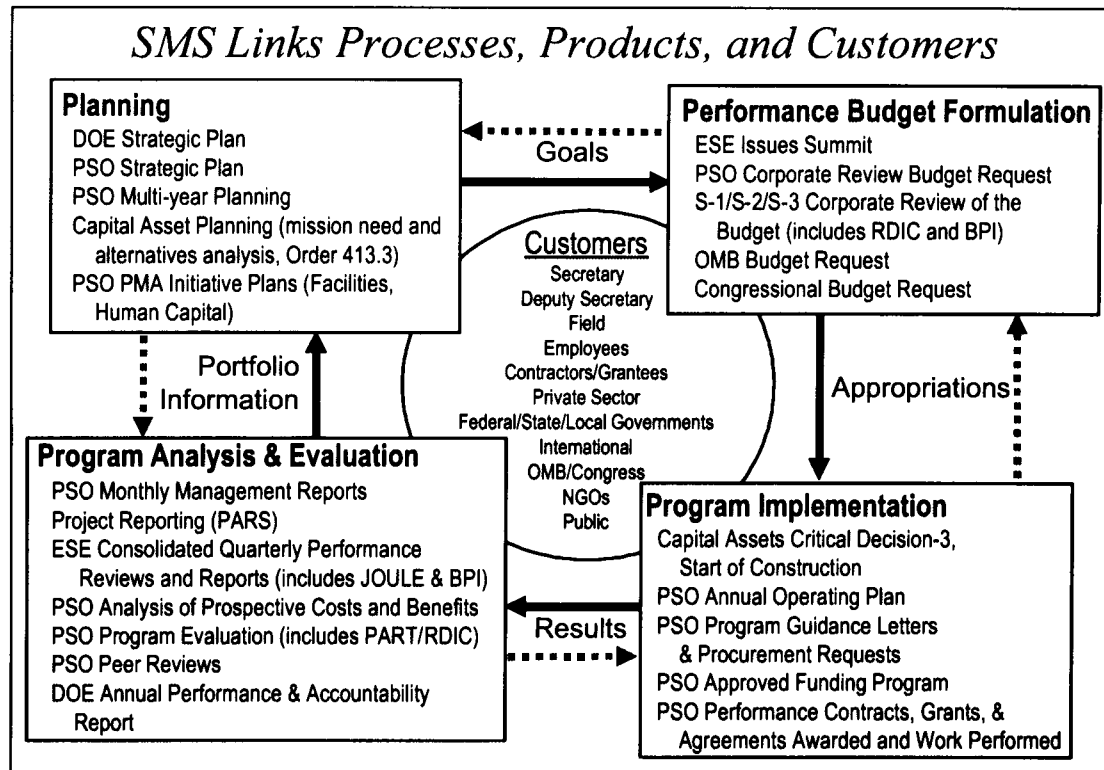 SMS Links Processes, Products, and Customers
Planning
DOE Strategic Plan
PSO Strategic Plan
PSO Multi-year Planning
Capital Asset Planning (mission need and
alternatives analysis, Order 413.3)
PSO PMA Initiative Plans (Facilities,
Human Capital)
Goals
Performance Budget Formulation
ESE Issues Summit
PSO Corporate Review Budget Request
S-1/S-2/S-3 Corporate Review of the
Budget (includes RDIC and BPI)
OMB Budget Request
Congressional Budget Request
Customers
Secretary
Deputy Secretary
Field
Employees
Contractors/Grantees
Private Sector
Federal/State/Local Governments
International
OMB/Congress
NGOs
Public
Portfolio
Information
Appropriations
Program Analysis & Evaluation
PSO Monthly Management Reports
Project Reporting (PARS)
ESE Consolidated Quarterly Performance
Reviews and Reports (includes JOULE & BPI)
PSO Analysis of Prospective Costs and Benefits
PSO Program Evaluation (includes PART/RDIC)
PSO Peer Reviews
DOE Annual Performance & Accountability
Report
Results
Program Implementation
Capital Assets Critical Decision-3,
Start of Construction
PSO Annual Operating Plan
PSO Program Guidance Letters
& Procurement Requests
PSO Approved Funding Program
PSO Performance Contracts, Grants, &
Agreements Awarded and Work Performed